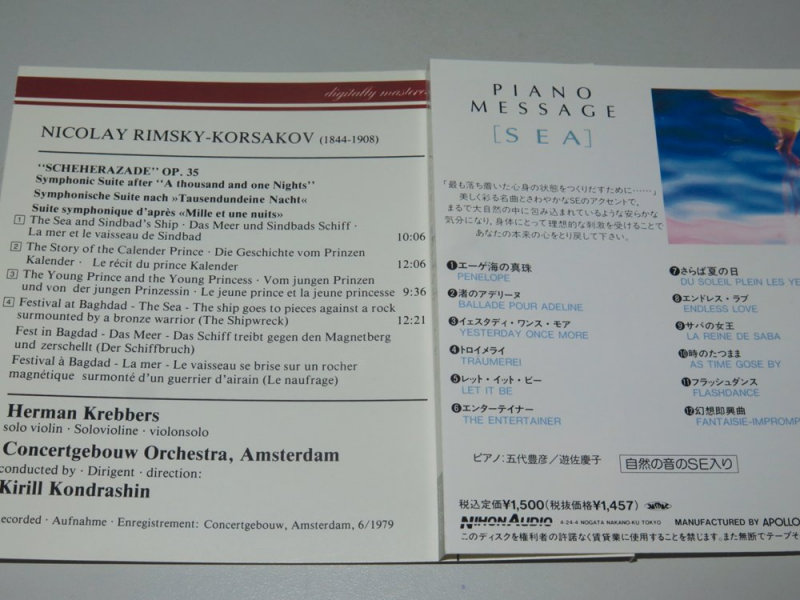 digitally master
NICOLAY RIMSKY-KORSAKOV (1844-1908)
"SCHEHERAZADE" OP. 35
Symphonic Suite after "A thousand and one Nights"
Symphonische Suite nach »Tausendundeine Nacht«
Suite symphonique d'après «Mille et une nuits»
1 The Sea and Sindbad's Ship · Das Meer und Sindbads Schiff ·
La mer et le vaisseau de Sindbad 10:06
2 The Story of the Calender Prince · Die Geschichte vom Prinzen
Kalender · Le récit du prince Kalender 12:06
3 The Young Prince and the Young Princess · Vom jungen Prinzen
und von der jungen Prinzessin · Le jeune prince et la jeune princesse 9:36
4 Festival at Baghdad - The Sea - The ship goes to pieces against a rock
surmounted by a bronze warrior (The Shipwreck) 12:21
Fest in Bagdad - Das Meer - Das Schiff treibt gegen den Magnetberg
und zerschellt (Der Schiffbruch)
Festival à Bagdad - La mer - Le vaisseau se brise sur un rocher
magnétique surmonté d'un guerrier d'airain (Le naufrage)
Herman Krebbers
solo violin · Solovioline · violonsolo
Concertgebouw Orchestra, Amsterdam
conducted by · Dirigent · direction:
Kirill Kondrashin
ecorded · Aufnahme · Enregistrement: Concertgebouw, Amsterdam, 6/1979
PIANO
MESSAGE
[SEA]
「最も落ち着いた心身の状態をつくりだすために……」
美しく彩る名曲とさわやかなSEのアクセントで、
まるで大自然の中に包み込まれているような安らかな
気分になり、身体にとって理想的な刺激を受けることで
あなたの本来の心をとり戻して下さい。
❶エーゲ海の真珠
PENELOPE
❷渚のアデリーヌ
BALLADE POUR ADELINE
❸イェスタディ・ワンス・モア
YESTERDAY ONCE MORE
❹トロイメライ
TRÄUMEREI
❺レット・イット・ビー
LET IT BE
❻エンターテイナー
THE ENTERTAINER
❼さらば夏の日
DU SOLEIL PLEIN LES YE
❽エンドレス・ラブ
ENDLESS LOVE
❾サバの女王
LA REINE DE SABA
❿時のたつまま
AS TIME GOSE BY
⓫フラッシュダンス
FLASHDANCE
⓬幻想即興曲
FANTAISIE-IMPROMP
ピアノ：五代豊彦／遊佐慶子
自然の音のSE入り
税込定価¥1,500(税抜価格¥1,457)
NIHON AUDIO 4-24-4 NOGATA NAKANO-KU TOKYO MANUFACTURED BY APOLLO
このディスクを権利者の許諾なく賃貸業に使用することを禁じます。また無断でテープそ